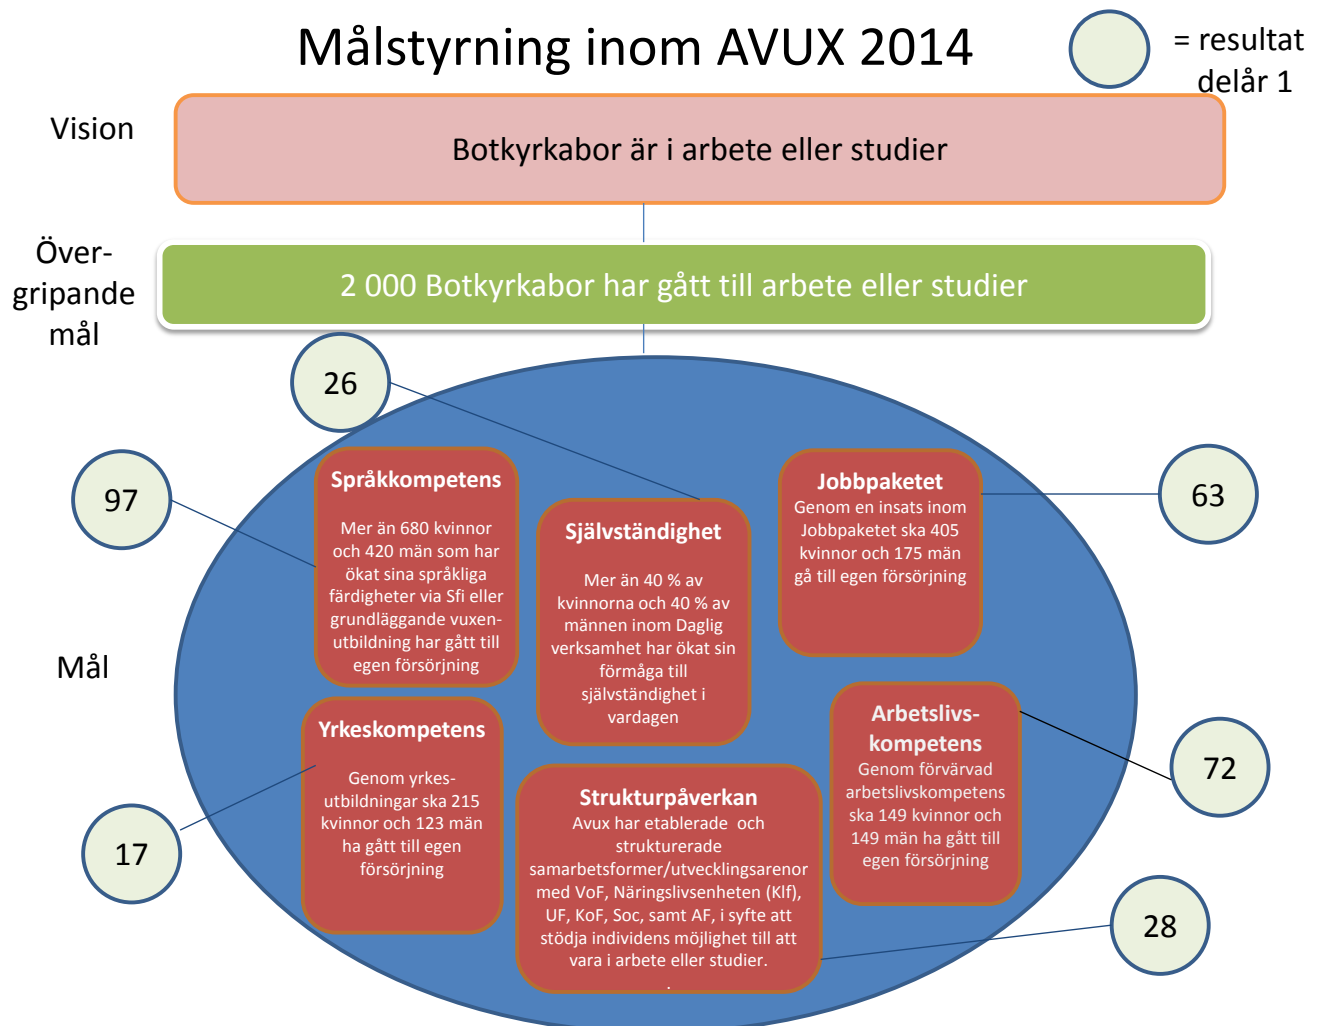 Målstyrning inom AVUX 2014
= resultat
delår 1
Vision
Botkyrkabor är i arbete eller studier
Över-
gripande
mål
2 000 Botkyrkabor har gått till arbete eller studier
26
97
63
Språkkompetens
Mer än 680 kvinnor
och 420 män som har
ökat sina språkliga
färdigheter via Sfi eller
grundläggande vuxen-
utbildning har gått till
egen försörjning
Självständighet
Mer än 40 % av
kvinnorna och 40 % av
männen inom Daglig
verksamhet har ökat sin
förmåga till
självständighet i
vardagen
Jobbpaketet
Genom en insats inom
Jobbpaketet ska 405
kvinnor och 175 män
gå till egen försörjning
Mål
Yrkeskompetens
Genom yrkes-
utbildningar ska 215
kvinnor och 123 män
ha gått till egen
försörjning
Strukturpåverkan
Avux har etablerade och
strukturerade
samarbetsformer/utvecklingsarenor
med VoF, Näringslivsenheten (Klf),
UF, KoF, Soc, samt AF, i syfte att
stödja individens möjlighet till att
vara i arbete eller studier.
.
Arbetslivs-
kompetens
Genom förvärvad
arbetslivskompetens
ska 149 kvinnor och
149 män ha gått till
egen försörjning
72
17
28